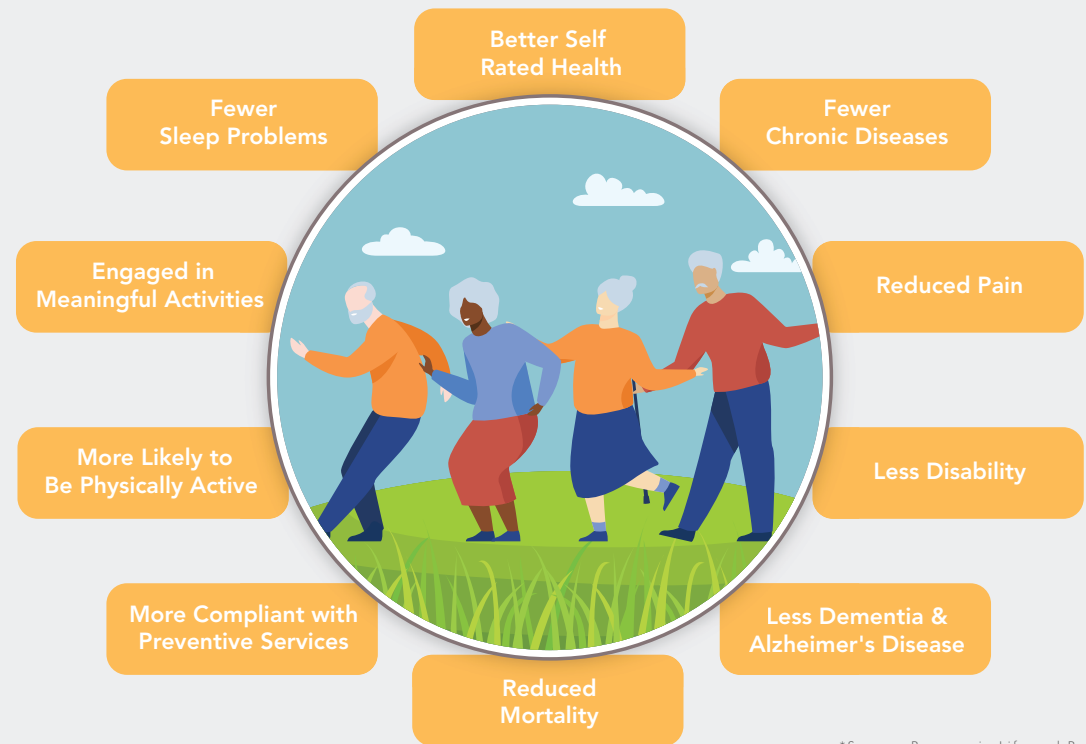 Better Self
Rated Health
Fewer
Chronic Diseases
Reduced Pain
Less Disability
Less Dementia &
Alzheimer's Disease
Reduced
Mortality
More Compliant with
Preventive Services
More Likely to
Be Physically Active
Engaged in
Meaningful Activities
Fewer
Sleep Problems